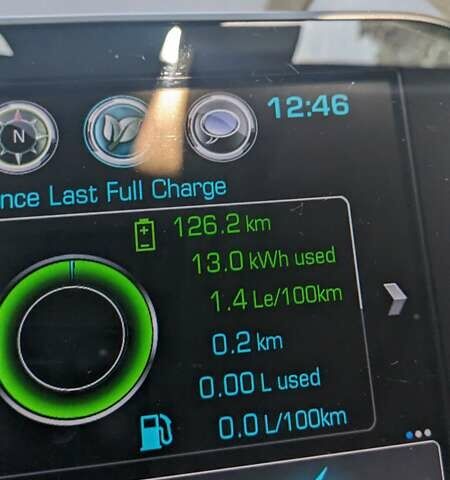 N
12:46
nce Last Full Charge
126.2 km
13.0 kWh used
1.4 Le/100km
0.2 km
0.00 L used
0.0 L/100km